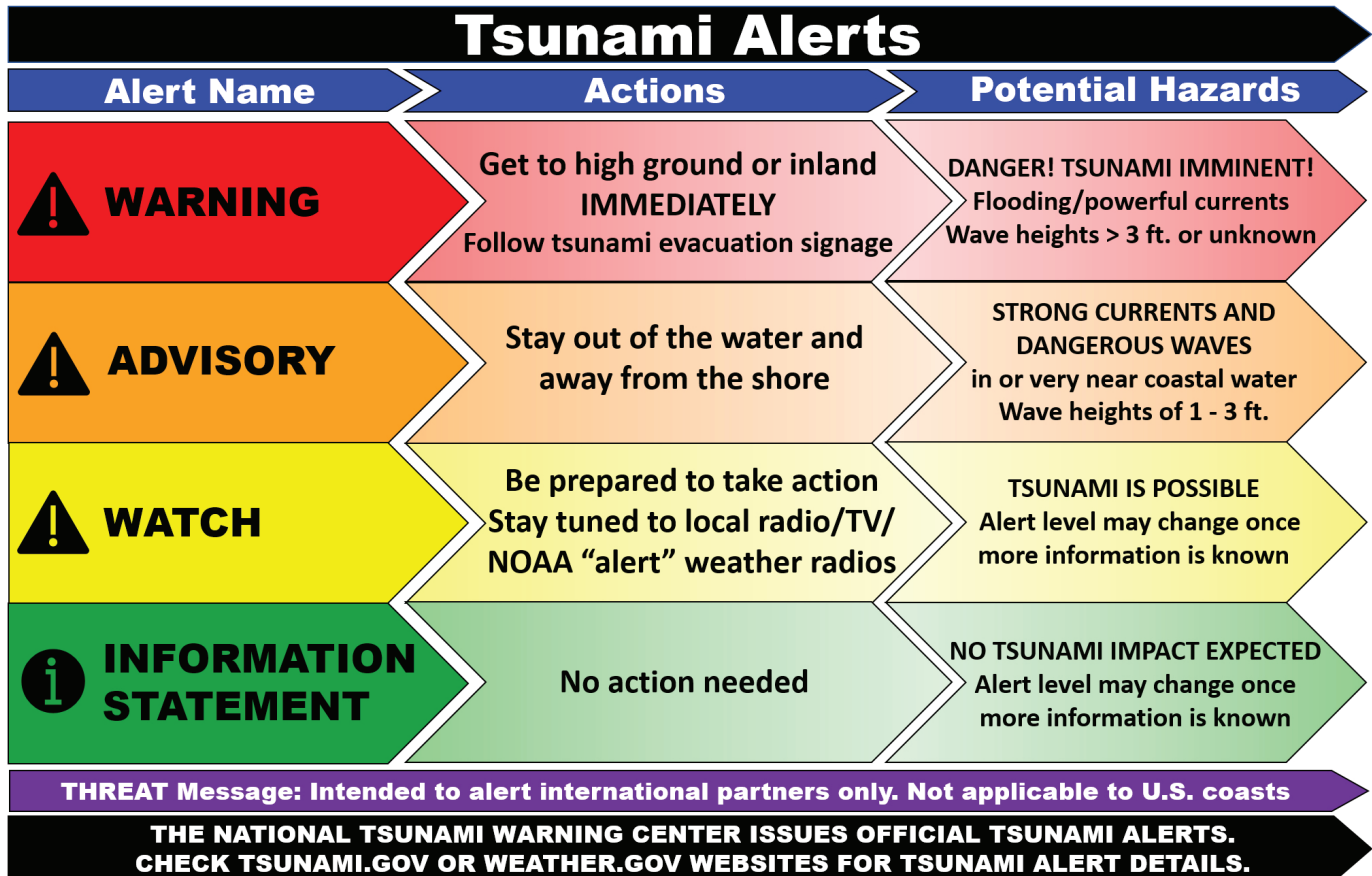 Tsunami Alerts
Alert Name
Actions
Potential Hazards
WARNING
Get to high ground or inland
IMMEDIATELY
Follow tsunami evacuation signage
DANGER! TSUNAMI IMMINENT!
Flooding/powerful currents
Wave heights > 3 ft. or unknown
ADVISORY
Stay out of the water and
away from the shore
STRONG CURRENTS AND
DANGEROUS WAVES
in or very near coastal water
Wave heights of 1 - 3 ft.
WATCH
Be prepared to take action
Stay tuned to local radio/TV/
NOAA “alert” weather radios
TSUNAMI IS POSSIBLE
Alert level may change once
more information is known
INFORMATION
STATEMENT
No action needed
NO TSUNAMI IMPACT EXPECTED
Alert level may change once
more information is known
THREAT Message: Intended to alert international partners only. Not applicable to U.S. coasts
THE NATIONAL TSUNAMI WARNING CENTER ISSUES OFFICIAL TSUNAMI ALERTS.
CHECK TSUNAMI.GOV OR WEATHER.GOV WEBSITES FOR TSUNAMI ALERT DETAILS.